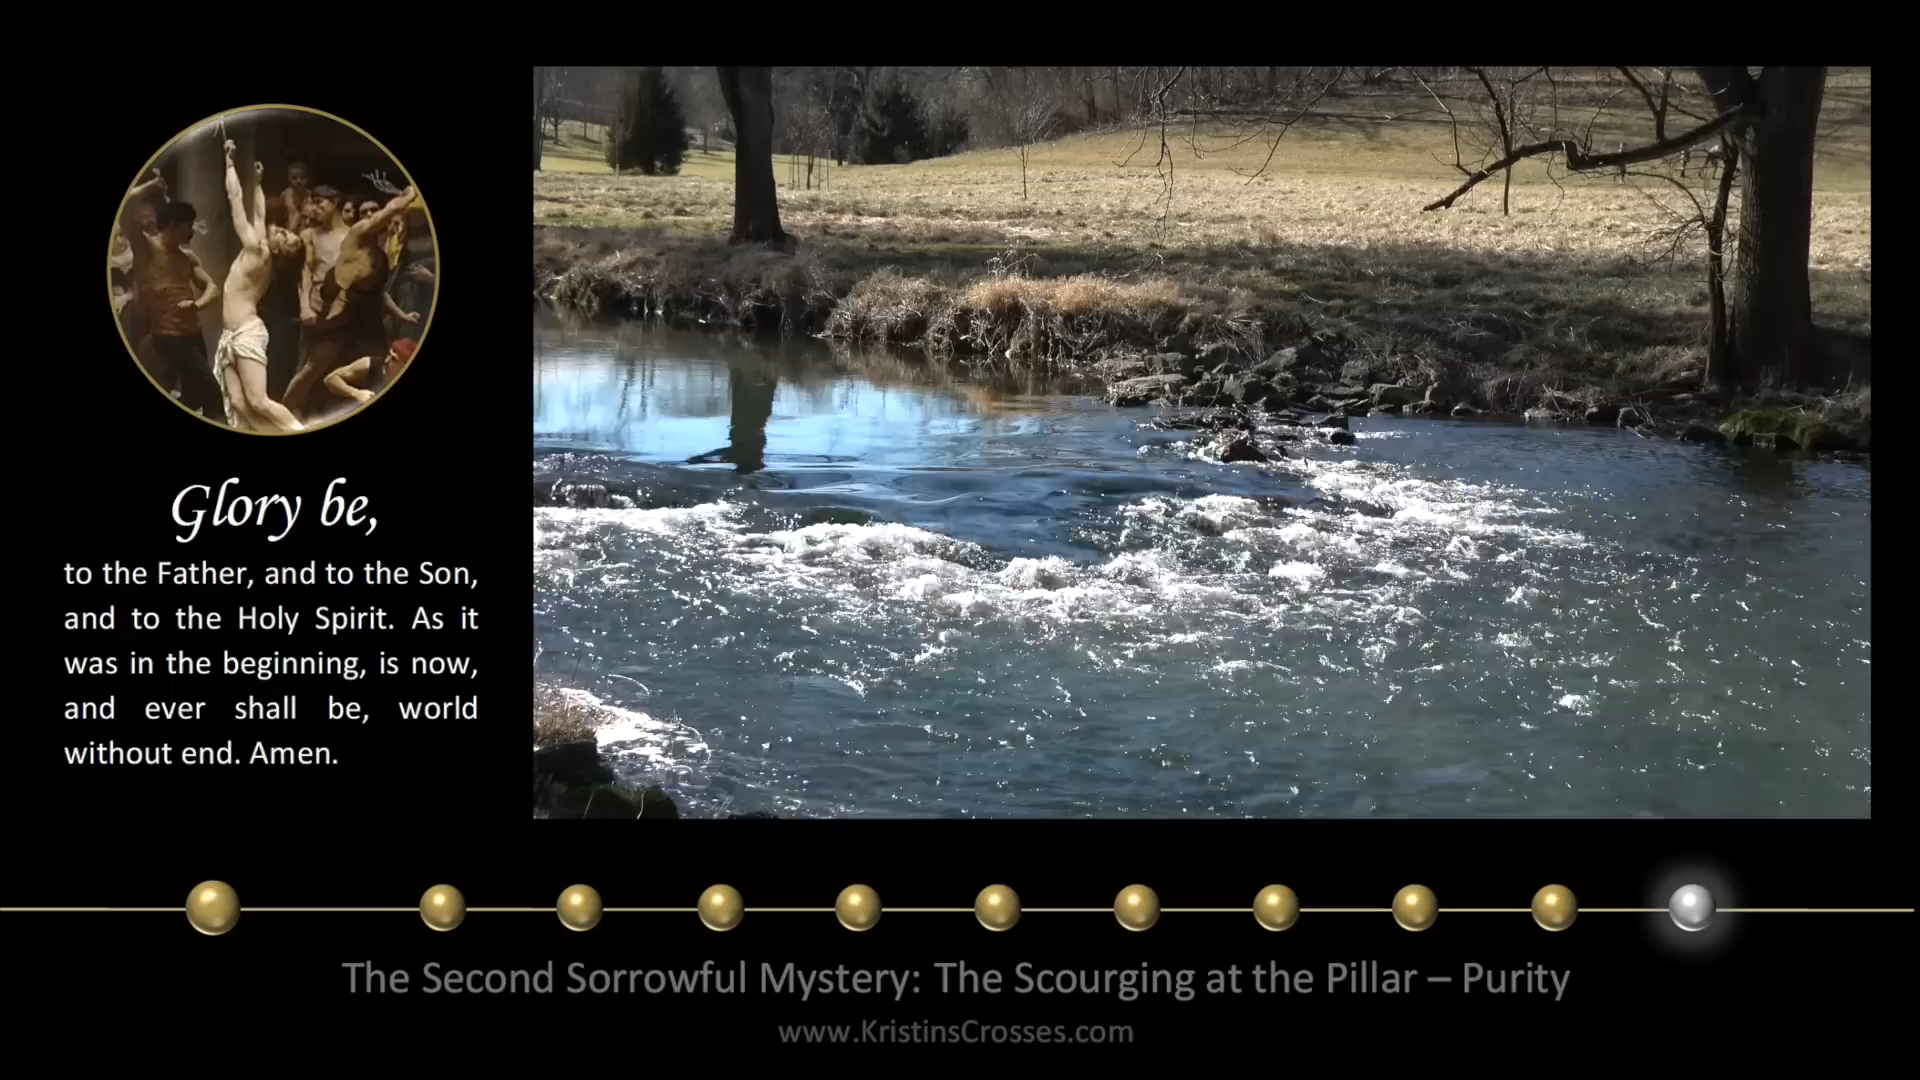 Glory be,
to the Father, and to the Son,
and to the Holy Spirit. As it
was in the beginning, is now,
and ever shall be, world
without end. Amen.
The Second Sorrowful Mystery: The Scourging at the Pillar – Purity
www.KristinsCrosses.com